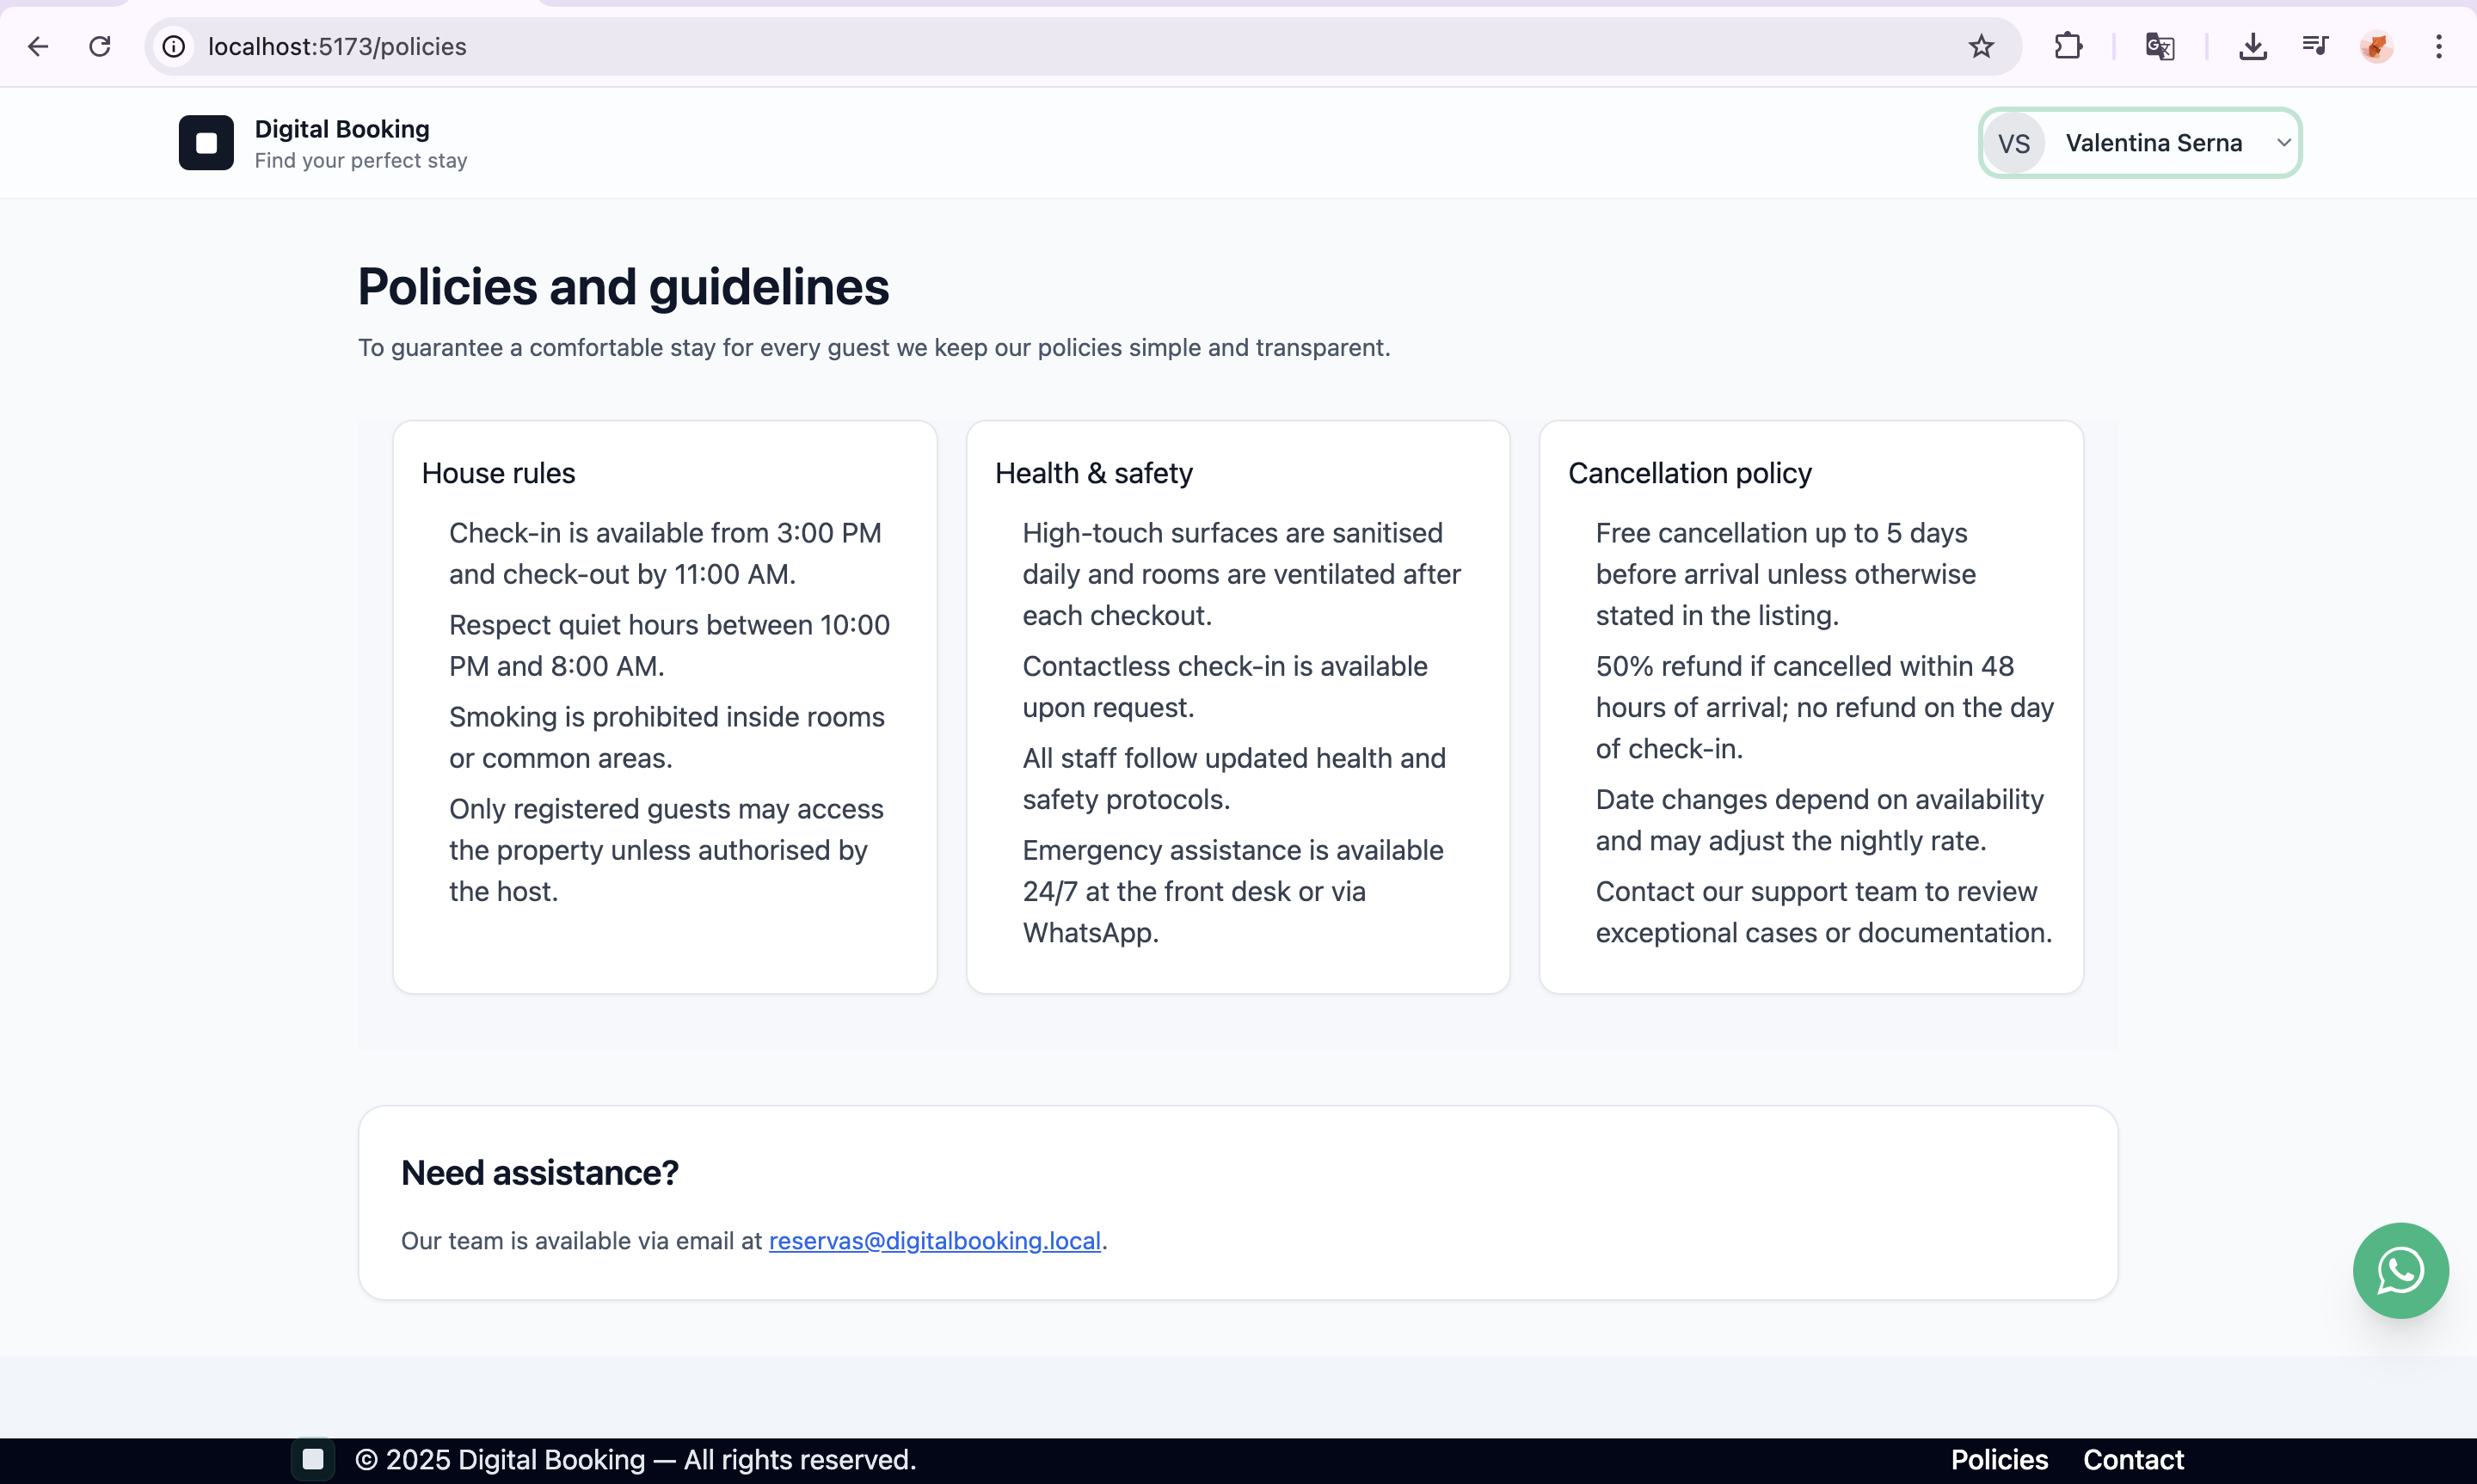 localhost:5173/policies
Digital Booking
Find your perfect stay
VS Valentina Serna
Policies and guidelines
To guarantee a comfortable stay for every guest we keep our policies simple and transparent.
House rules
Check-in is available from 3:00 PM
and check-out by 11:00 AM.
Respect quiet hours between 10:00
PM and 8:00 AM.
Smoking is prohibited inside rooms
or common areas.
Only registered guests may access
the property unless authorised by
the host.
Health & safety
High-touch surfaces are sanitised
daily and rooms are ventilated after
each checkout.
Contactless check-in is available
upon request.
All staff follow updated health and
safety protocols.
Emergency assistance is available
24/7 at the front desk or via
WhatsApp.
Cancellation policy
Free cancellation up to 5 days
before arrival unless otherwise
stated in the listing.
50% refund if cancelled within 48
hours of arrival; no refund on the day
of check-in.
Date changes depend on availability
and may adjust the nightly rate.
Contact our support team to review
exceptional cases or documentation.
Need assistance?
Our team is available via email at reservas@digitalbooking.local.
© 2025 Digital Booking — All rights reserved.
Policies Contact